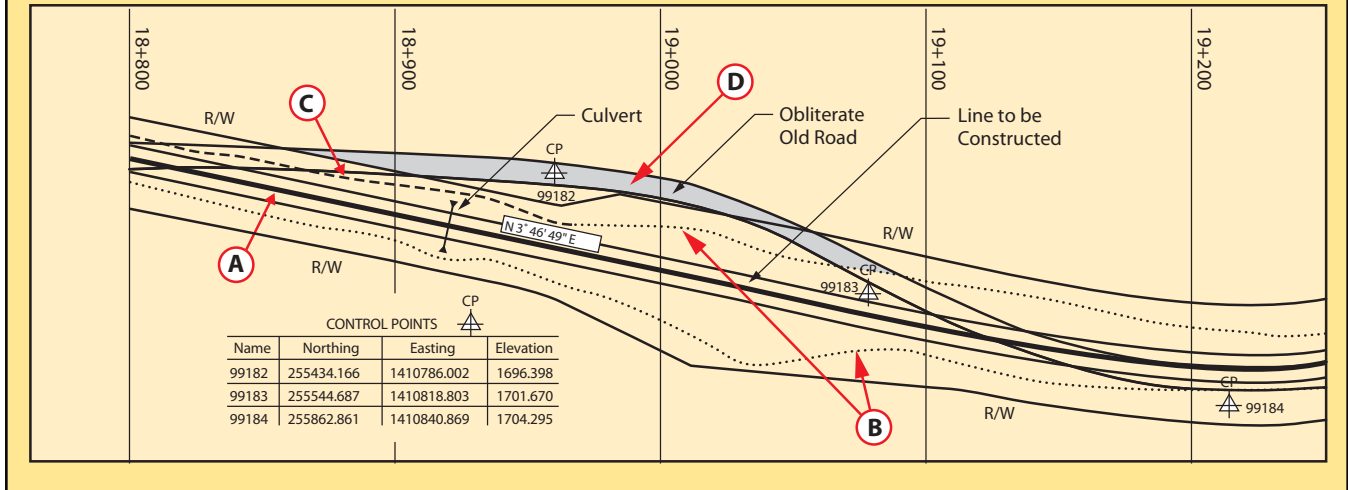 18+800
18+900
19+000
19+100
19+200
R/W
C
Culvert
D
Obliterate
Old Road
Line to be
Constructed
CP
99182
N 3° 46' 49" E
R/W
A
R/W
CP
99183
B
CP
99184
R/W
CP
CONTROL POINTS
Name Northing Easting Elevation
99182 255434.166 1410786.002 1696.398
99183 255544.687 1410818.803 1701.670
99184 255862.861 1410840.869 1704.295